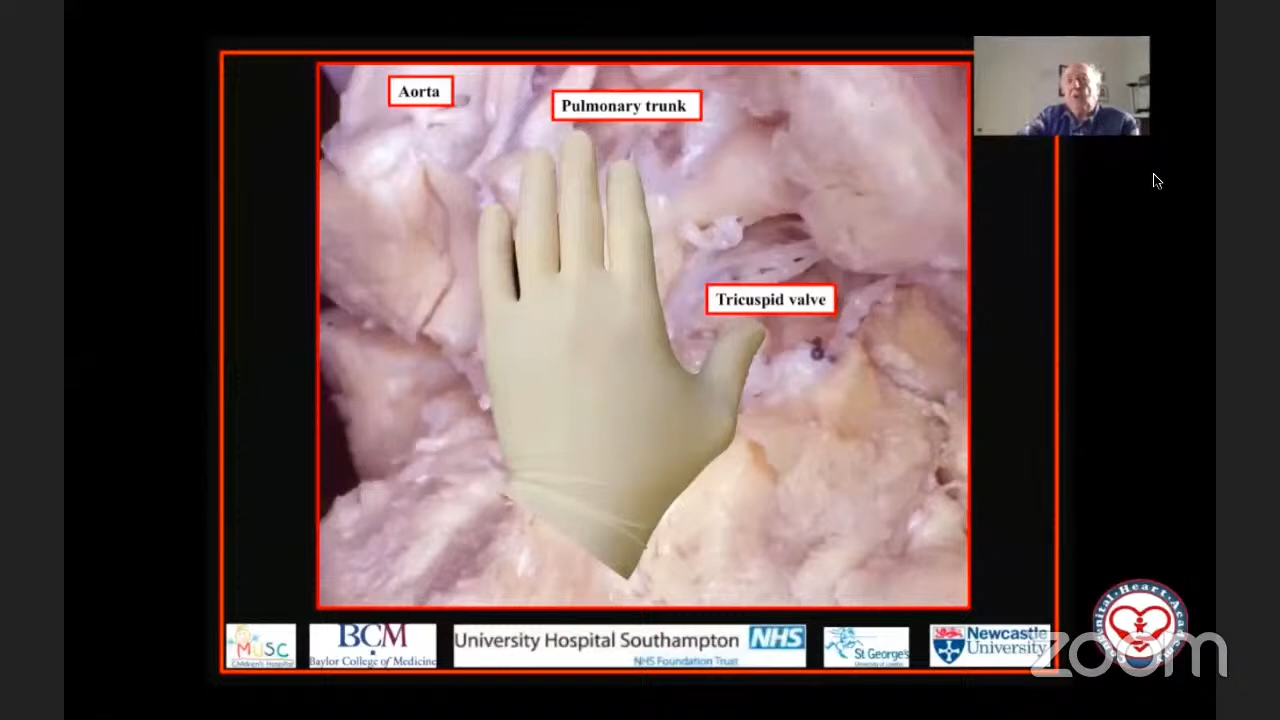 Aorta
Pulmonary trunk
Tricuspid valve
MUSC
Children's Hospital
BCM
Baylor College of Medicine
University Hospital Southampton
NHS
NHS Foundation Trust
St George's
University of London
Newcastle
University
zoom